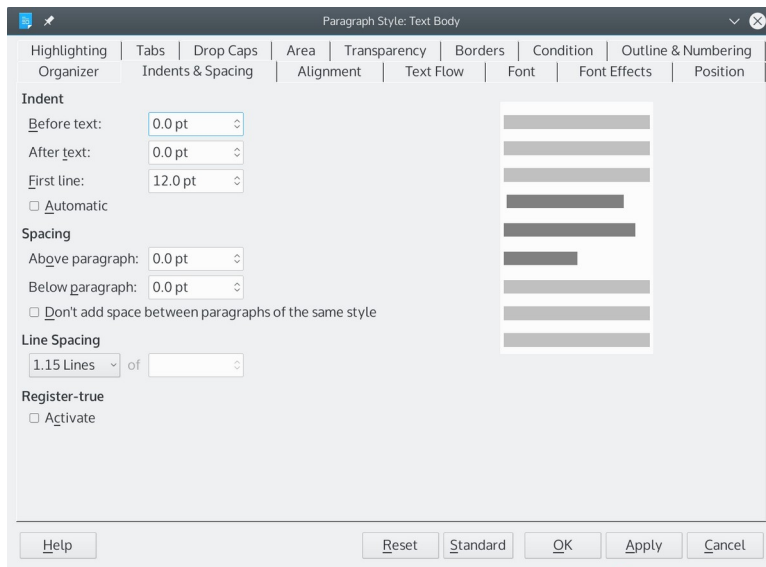 Paragraph Style: Text Body
Highlighting Tabs Drop Caps Area Transparency Borders Condition Outline & Numbering
Organizer Indents & Spacing Alignment Text Flow Font Font Effects Position
Indent
Before text: 0.0 pt
After text: 0.0 pt
First line: 12.0 pt
Automatic
Spacing
Above paragraph: 0.0 pt
Below paragraph: 0.0 pt
Don't add space between paragraphs of the same style
Line Spacing
1.15 Lines of
Register-true
Activate
Help Reset Standard OK Apply Cancel